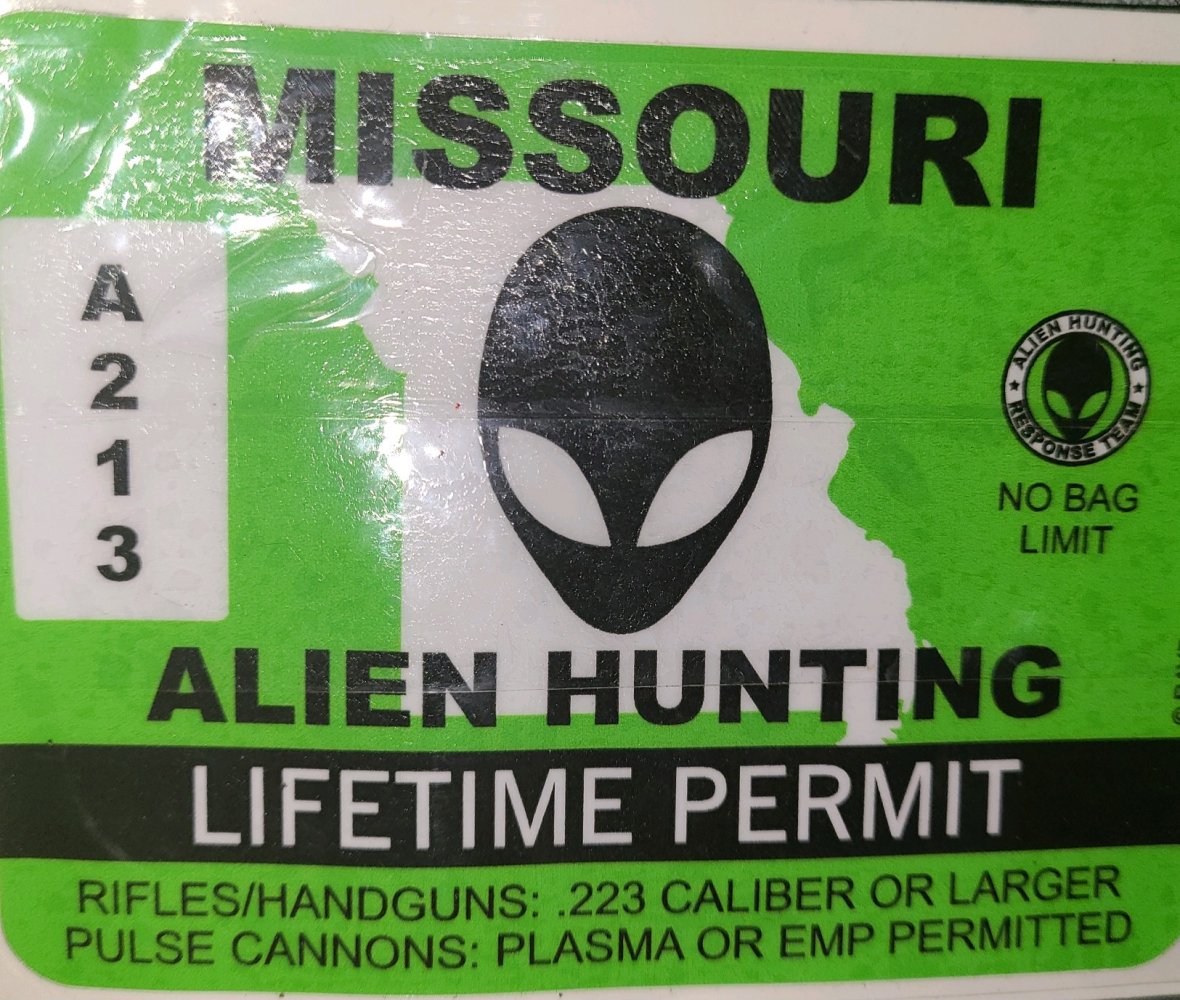 MISSOURI
A
2
1
3
ALIEN HUNTING
RESPONSE TEAM
NO BAG
LIMIT
ALIEN HUNTING
LIFETIME PERMIT
RIFLES/HANDGUNS: .223 CALIBER OR LARGER
PULSE CANNONS: PLASMA OR EMP PERMITTED